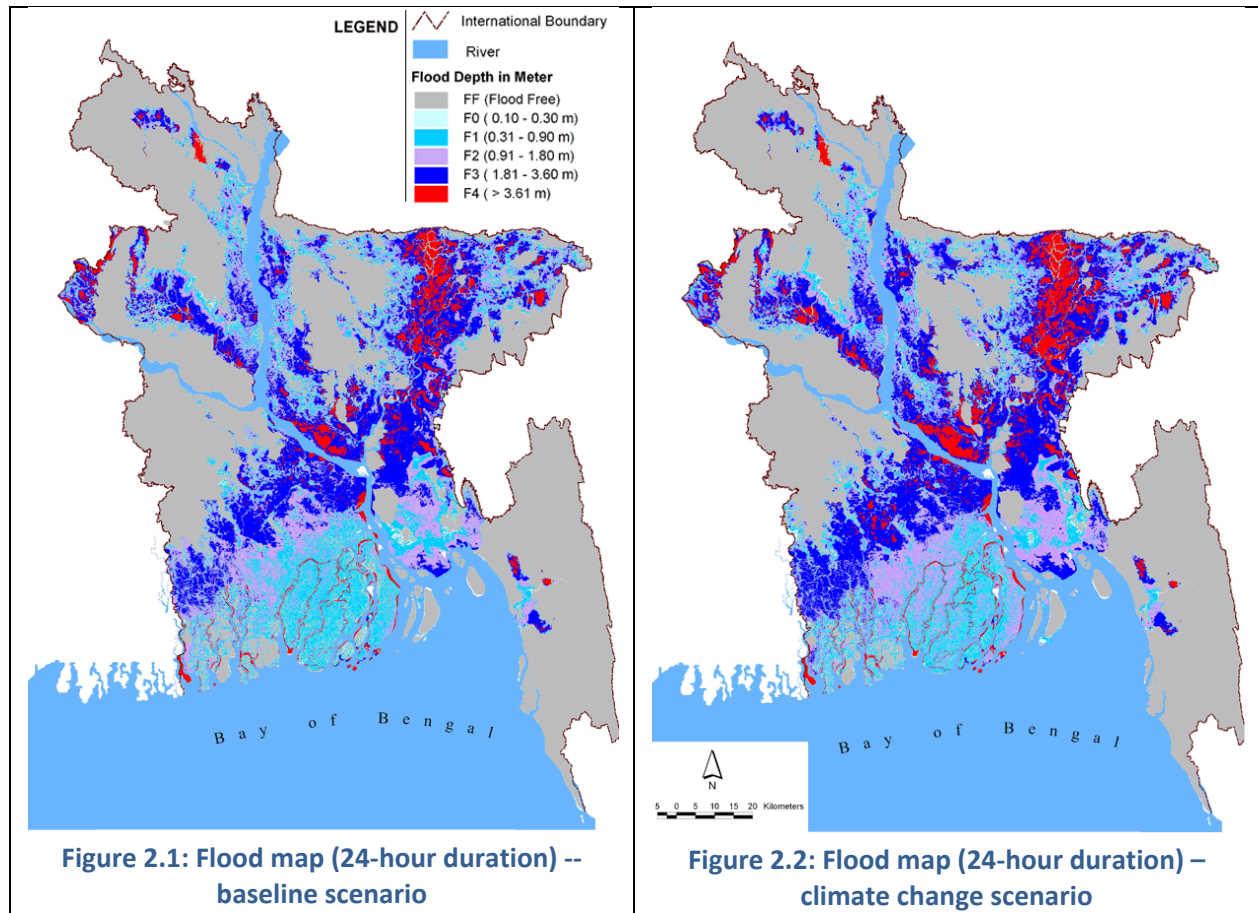 LEGEND
International Boundary
River
Flood Depth in Meter
FF (Flood Free)
F0 ( 0.10 - 0.30 m)
F1 (0.31 - 0.90 m)
F2 (0.91 - 1.80 m)
F3 ( 1.81 - 3.60 m)
F4 ( > 3.61 m)
Bay of Bengal
Figure 2.1: Flood map (24-hour duration) --
baseline scenario
Bay of Bengal
N
5 0 5 10 15 20 Kilometers
Figure 2.2: Flood map (24-hour duration) –
climate change scenario